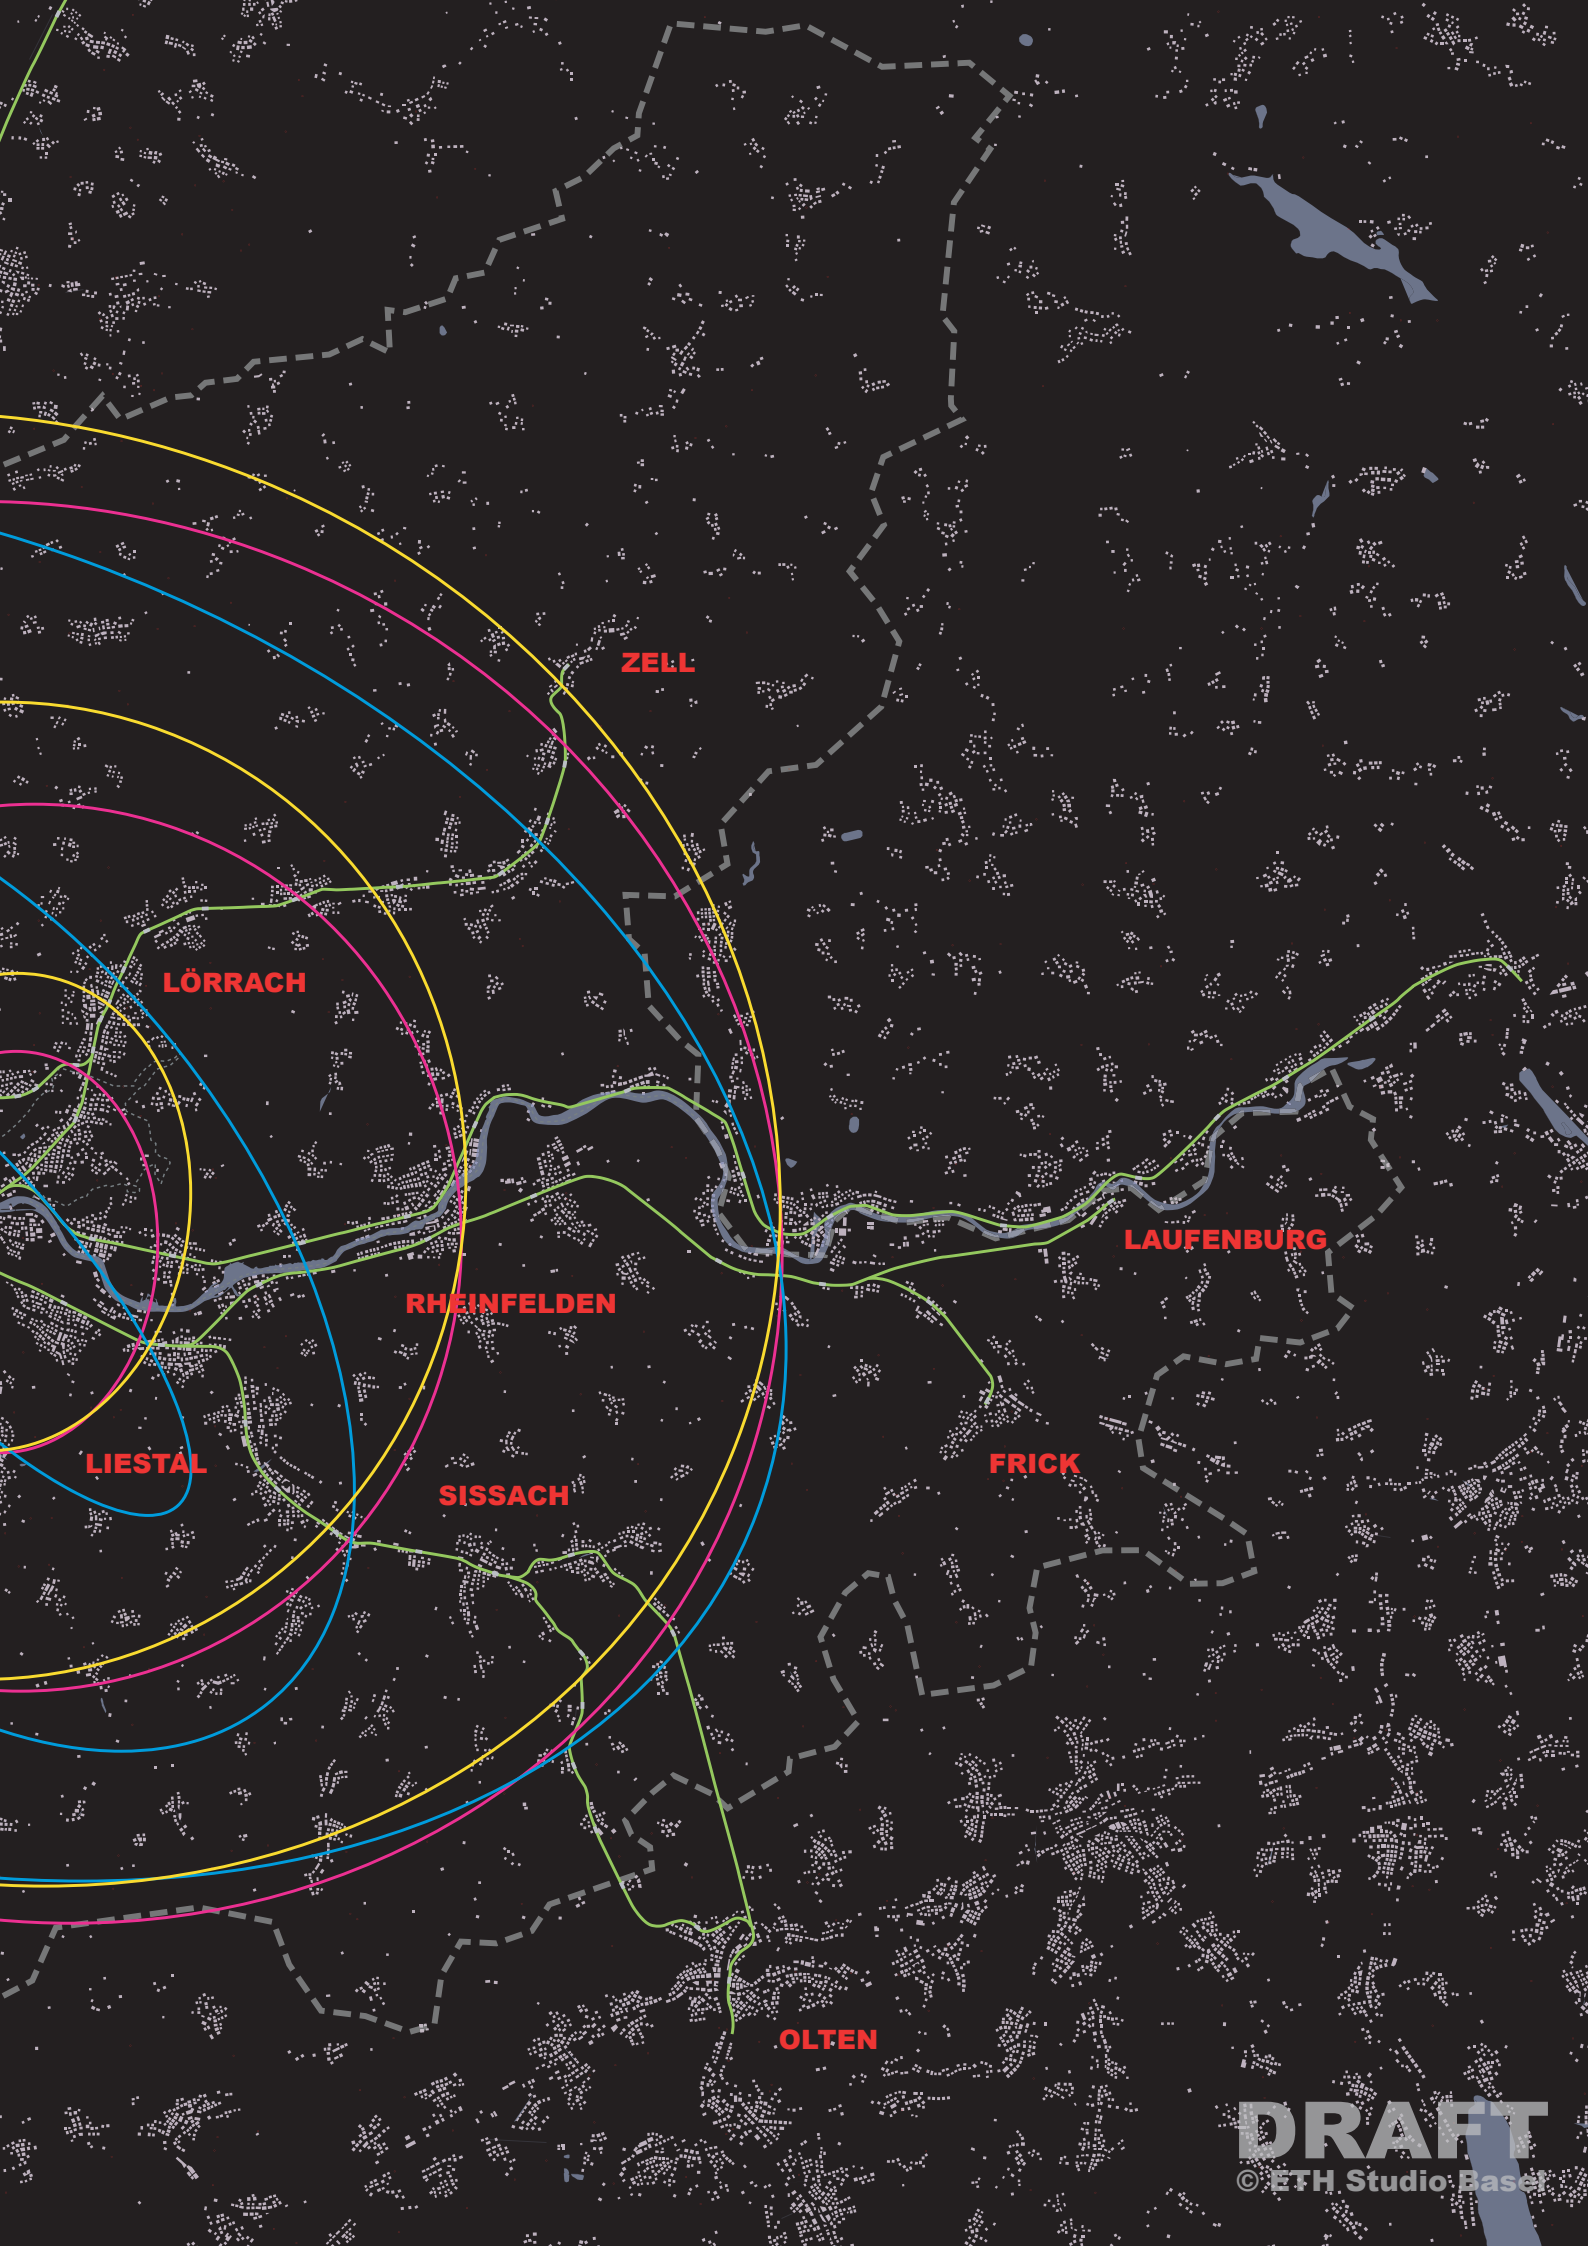 ZELL
LÖRRACH
LAUFENBURG
RHEINFELDEN
LIESTAL
FRICK
SISSACH
OLTEN
DRAFT
© ETH Studio Basel